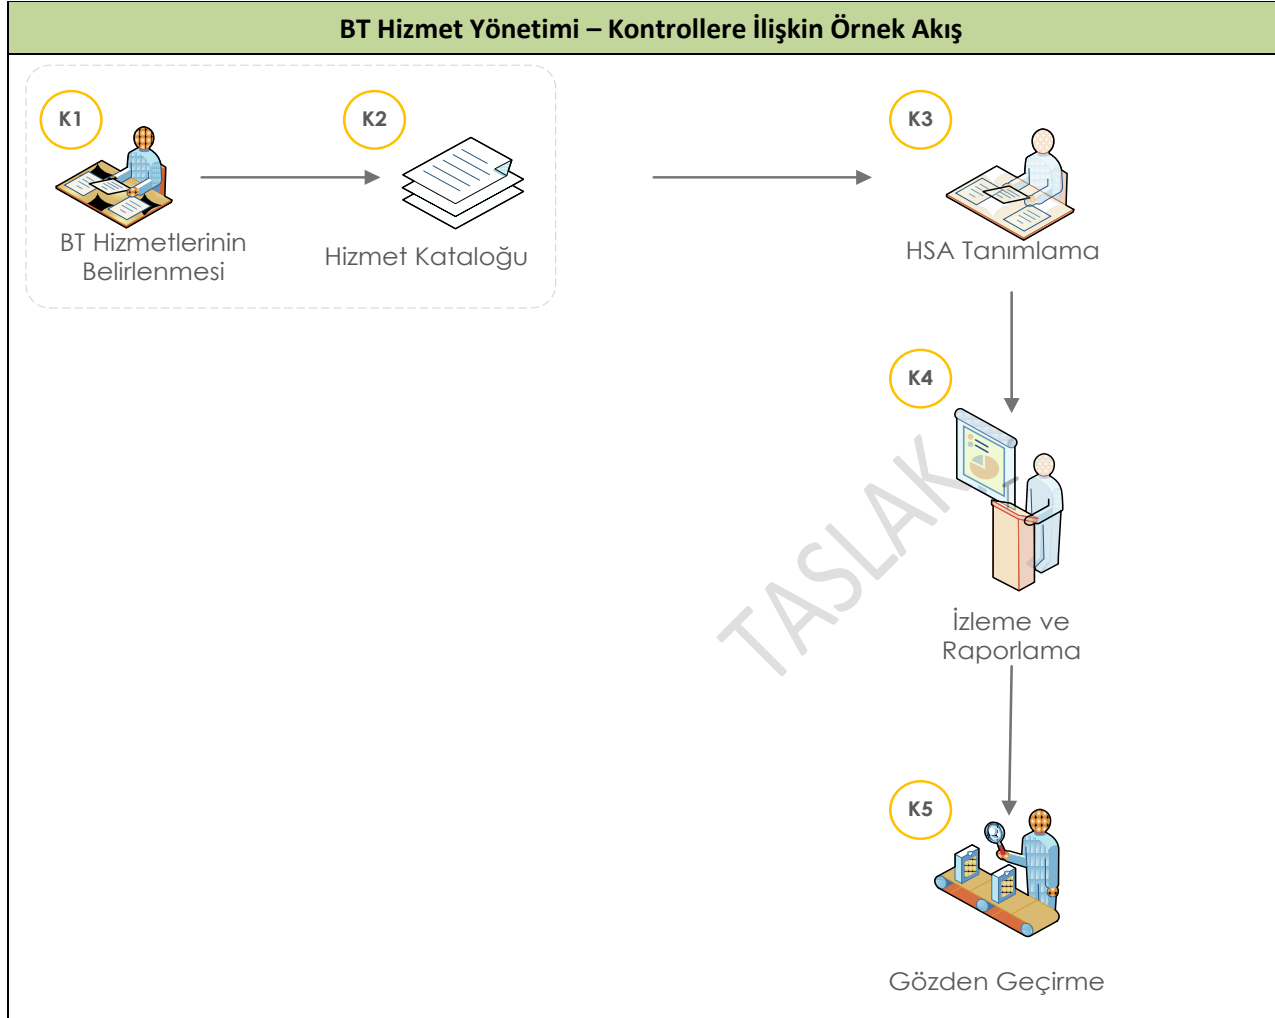 BT Hizmet Yönetimi – Kontrollere İlişkin Örnek Akış
K1
K2
K3
BT Hizmetlerinin
Belirlenmesi
Hizmet Kataloğu
HSA Tanımlama
K4
TASLAK
İzleme ve
Raporlama
K5
Gözden Geçirme